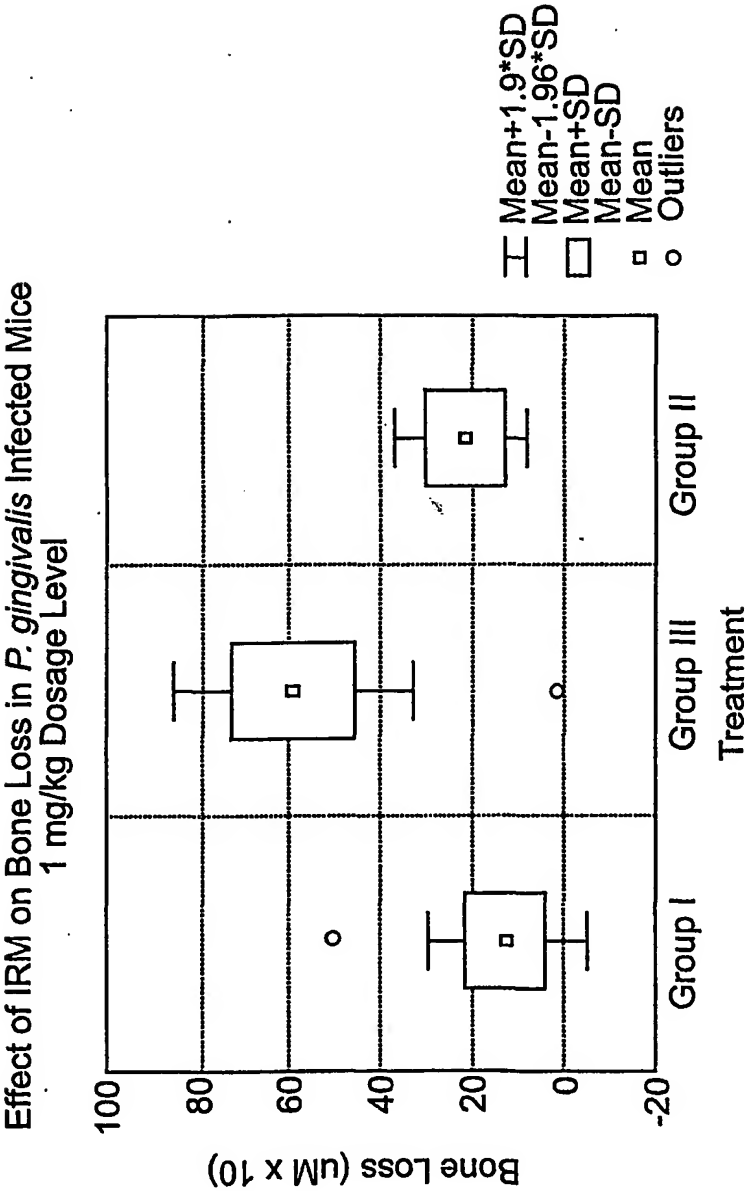 Effect of IRM on Bone Loss in P. gingivalis Infected Mice
1 mg/kg Dosage Level
Bone Loss (uM x 10)
100
80
60
40
20
0
-20
Group I
Group III
Group II
Treatment
Mean+1.9*SD
Mean-1.96*SD
Mean+SD
Mean-SD
Mean
Outliers